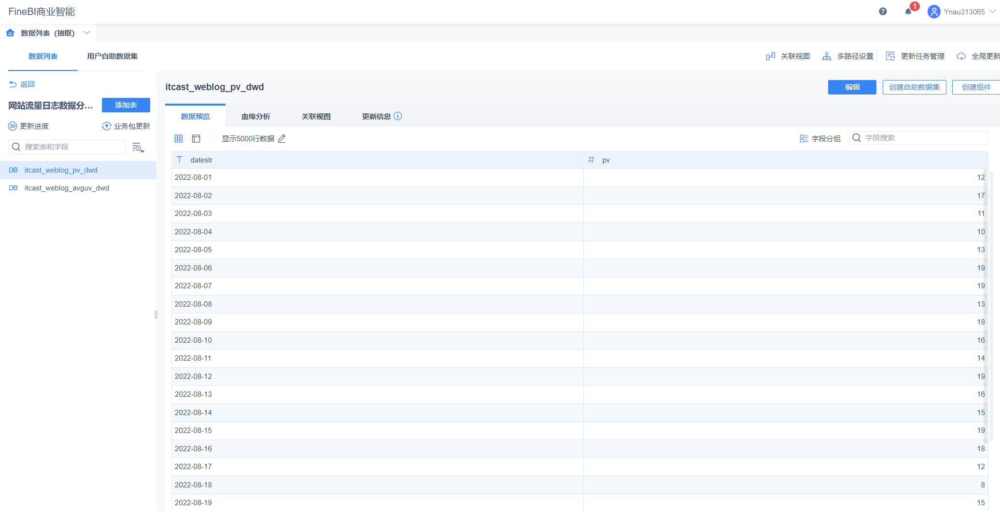 FineBI商业智能
1
Ynau313065
数据列表（抽取）
数据列表 用户自助数据集
关联视图 多路径设置 更新任务管理 全局更新
返回
itcast_weblog_pv_dwd
编辑 创建自助数据集 创建组件
网站流量日志数据分... 添加表
数据预览 血缘分析 关联视图 更新信息
更新进度 业务包更新
显示5000行数据 字段分组 字段搜索
搜索表和字段
T datestr # pv
DB itcast_weblog_pv_dwd
DB itcast_weblog_avguv_dwd
2022-08-01 12
2022-08-02 17
2022-08-03 11
2022-08-04 10
2022-08-05 13
2022-08-06 19
2022-08-07 19
2022-08-08 13
2022-08-09 18
2022-08-10 16
2022-08-11 14
2022-08-12 19
2022-08-13 16
2022-08-14 15
2022-08-15 19
2022-08-16 18
2022-08-17 12
2022-08-18 8
2022-08-19 15